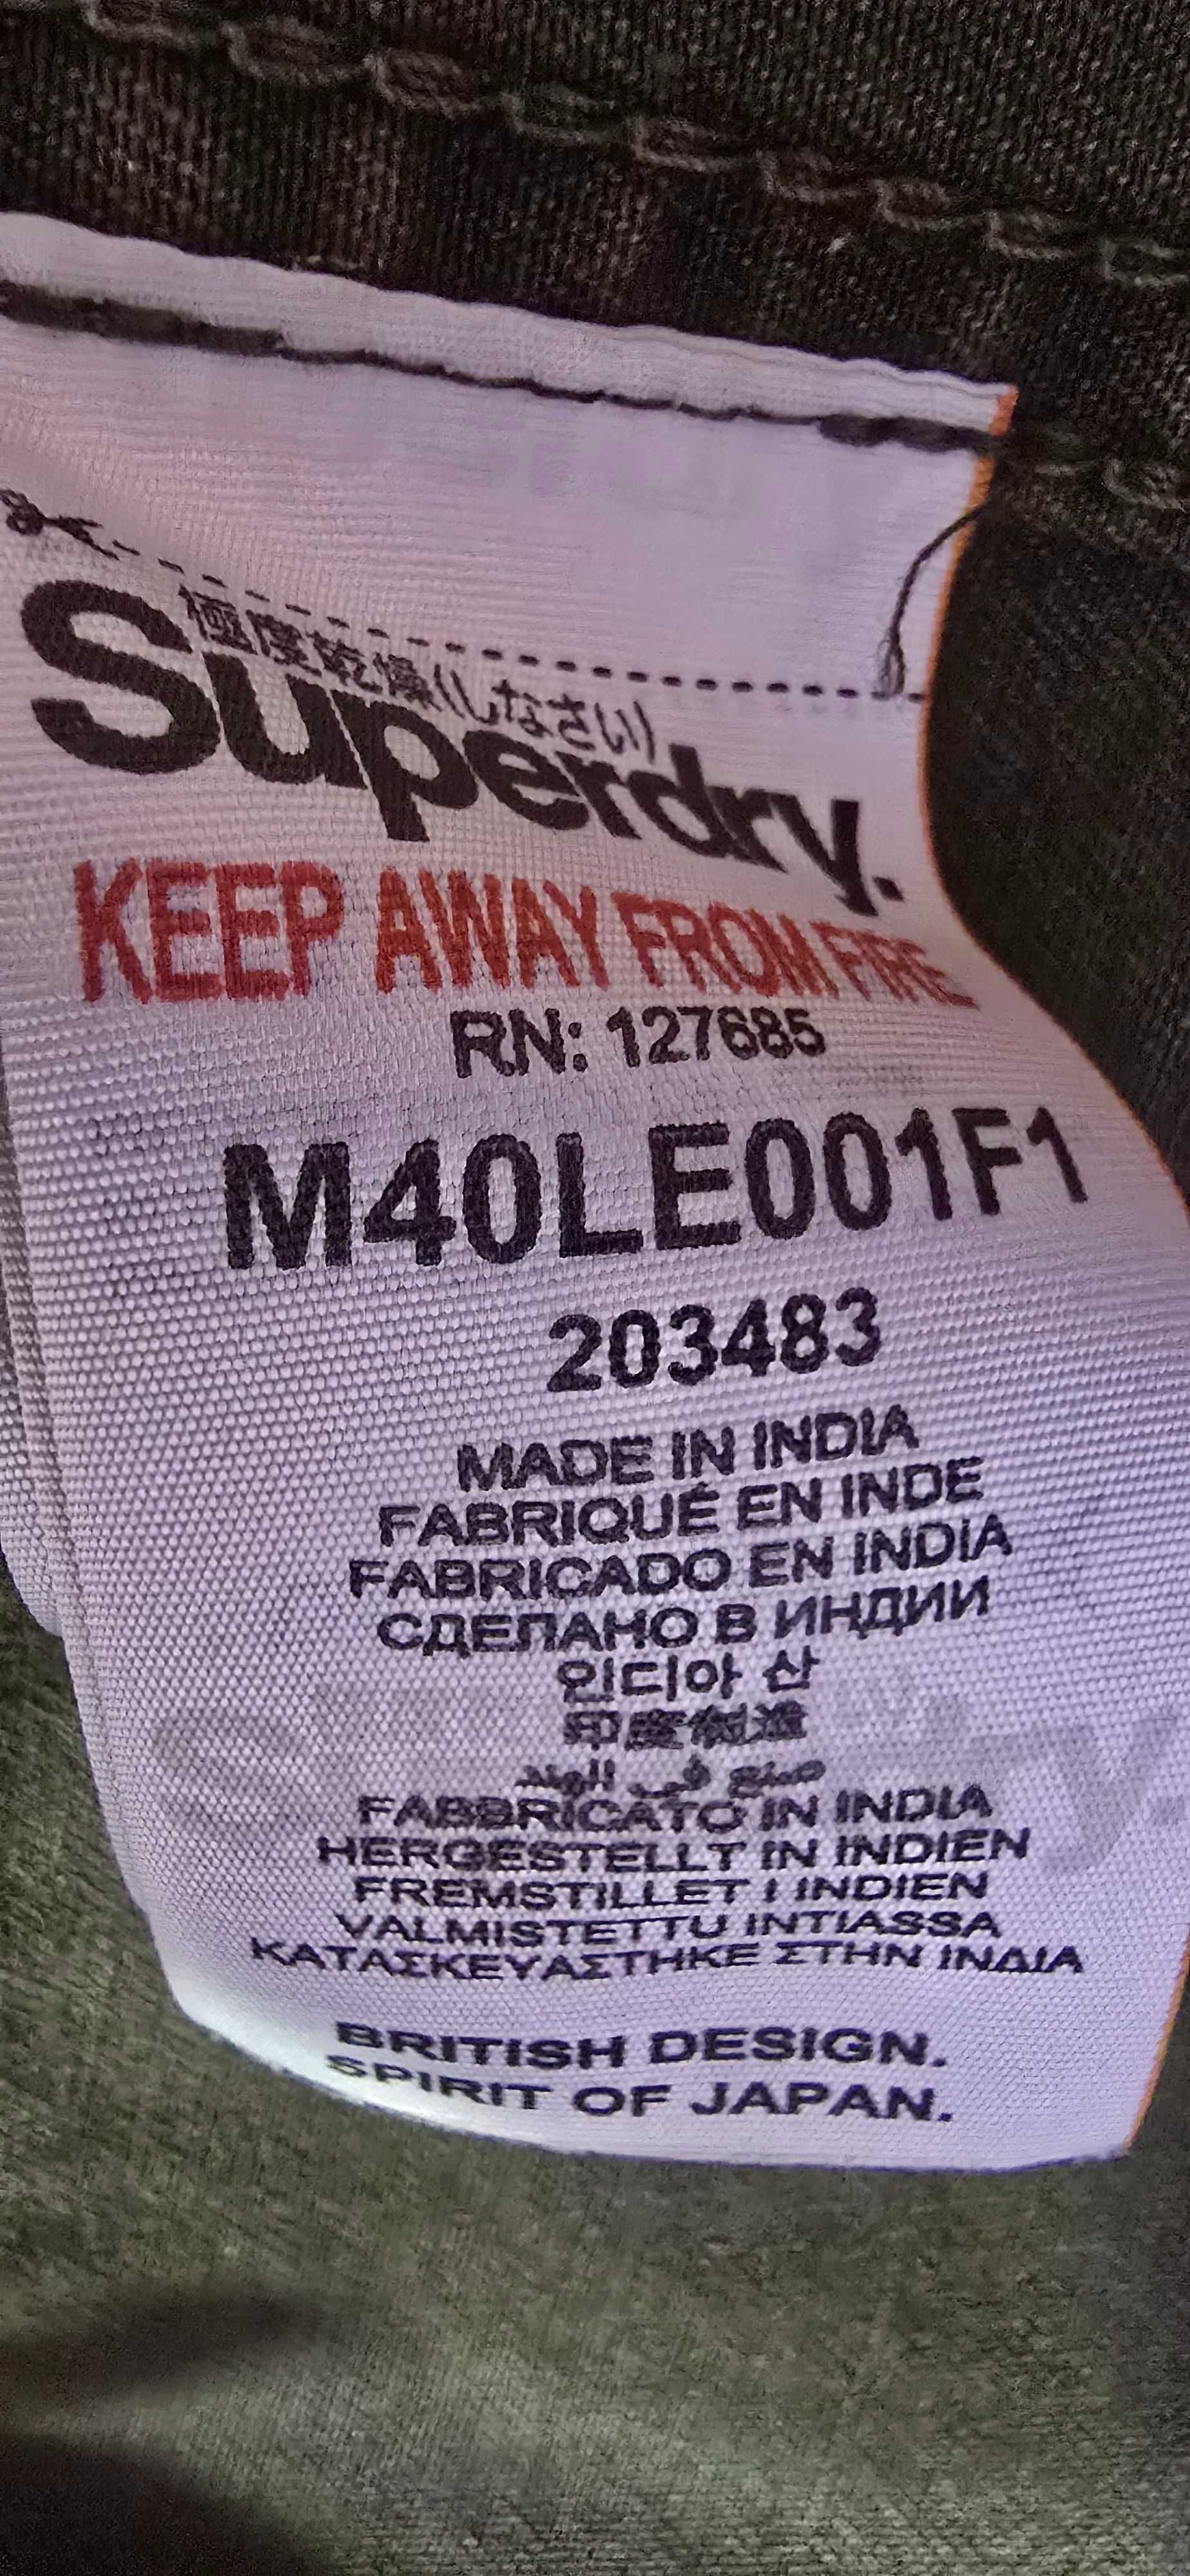 極度乾燥(しなさい)
Superdry.
KEEP AWAY FROM FIRE
RN: 127685
M40LE001F1
203483
MADE IN INDIA
FABRIQUÉ EN INDE
FABRICADO EN INDIA
СДЕЛАНО В ИНДИИ
인디아 산
印度製造
صنع في الهند
FABBRICATO IN INDIA
HERGESTELLT IN INDIEN
FREMSTILLET I INDIEN
VALMISTETTU INTIASSA
ΚΑΤΑΣΚΕΥΑΣΤΗΚΕ ΣΤΗΝ ΙΝΔΙΑ
BRITISH DESIGN.
SPIRIT OF JAPAN.